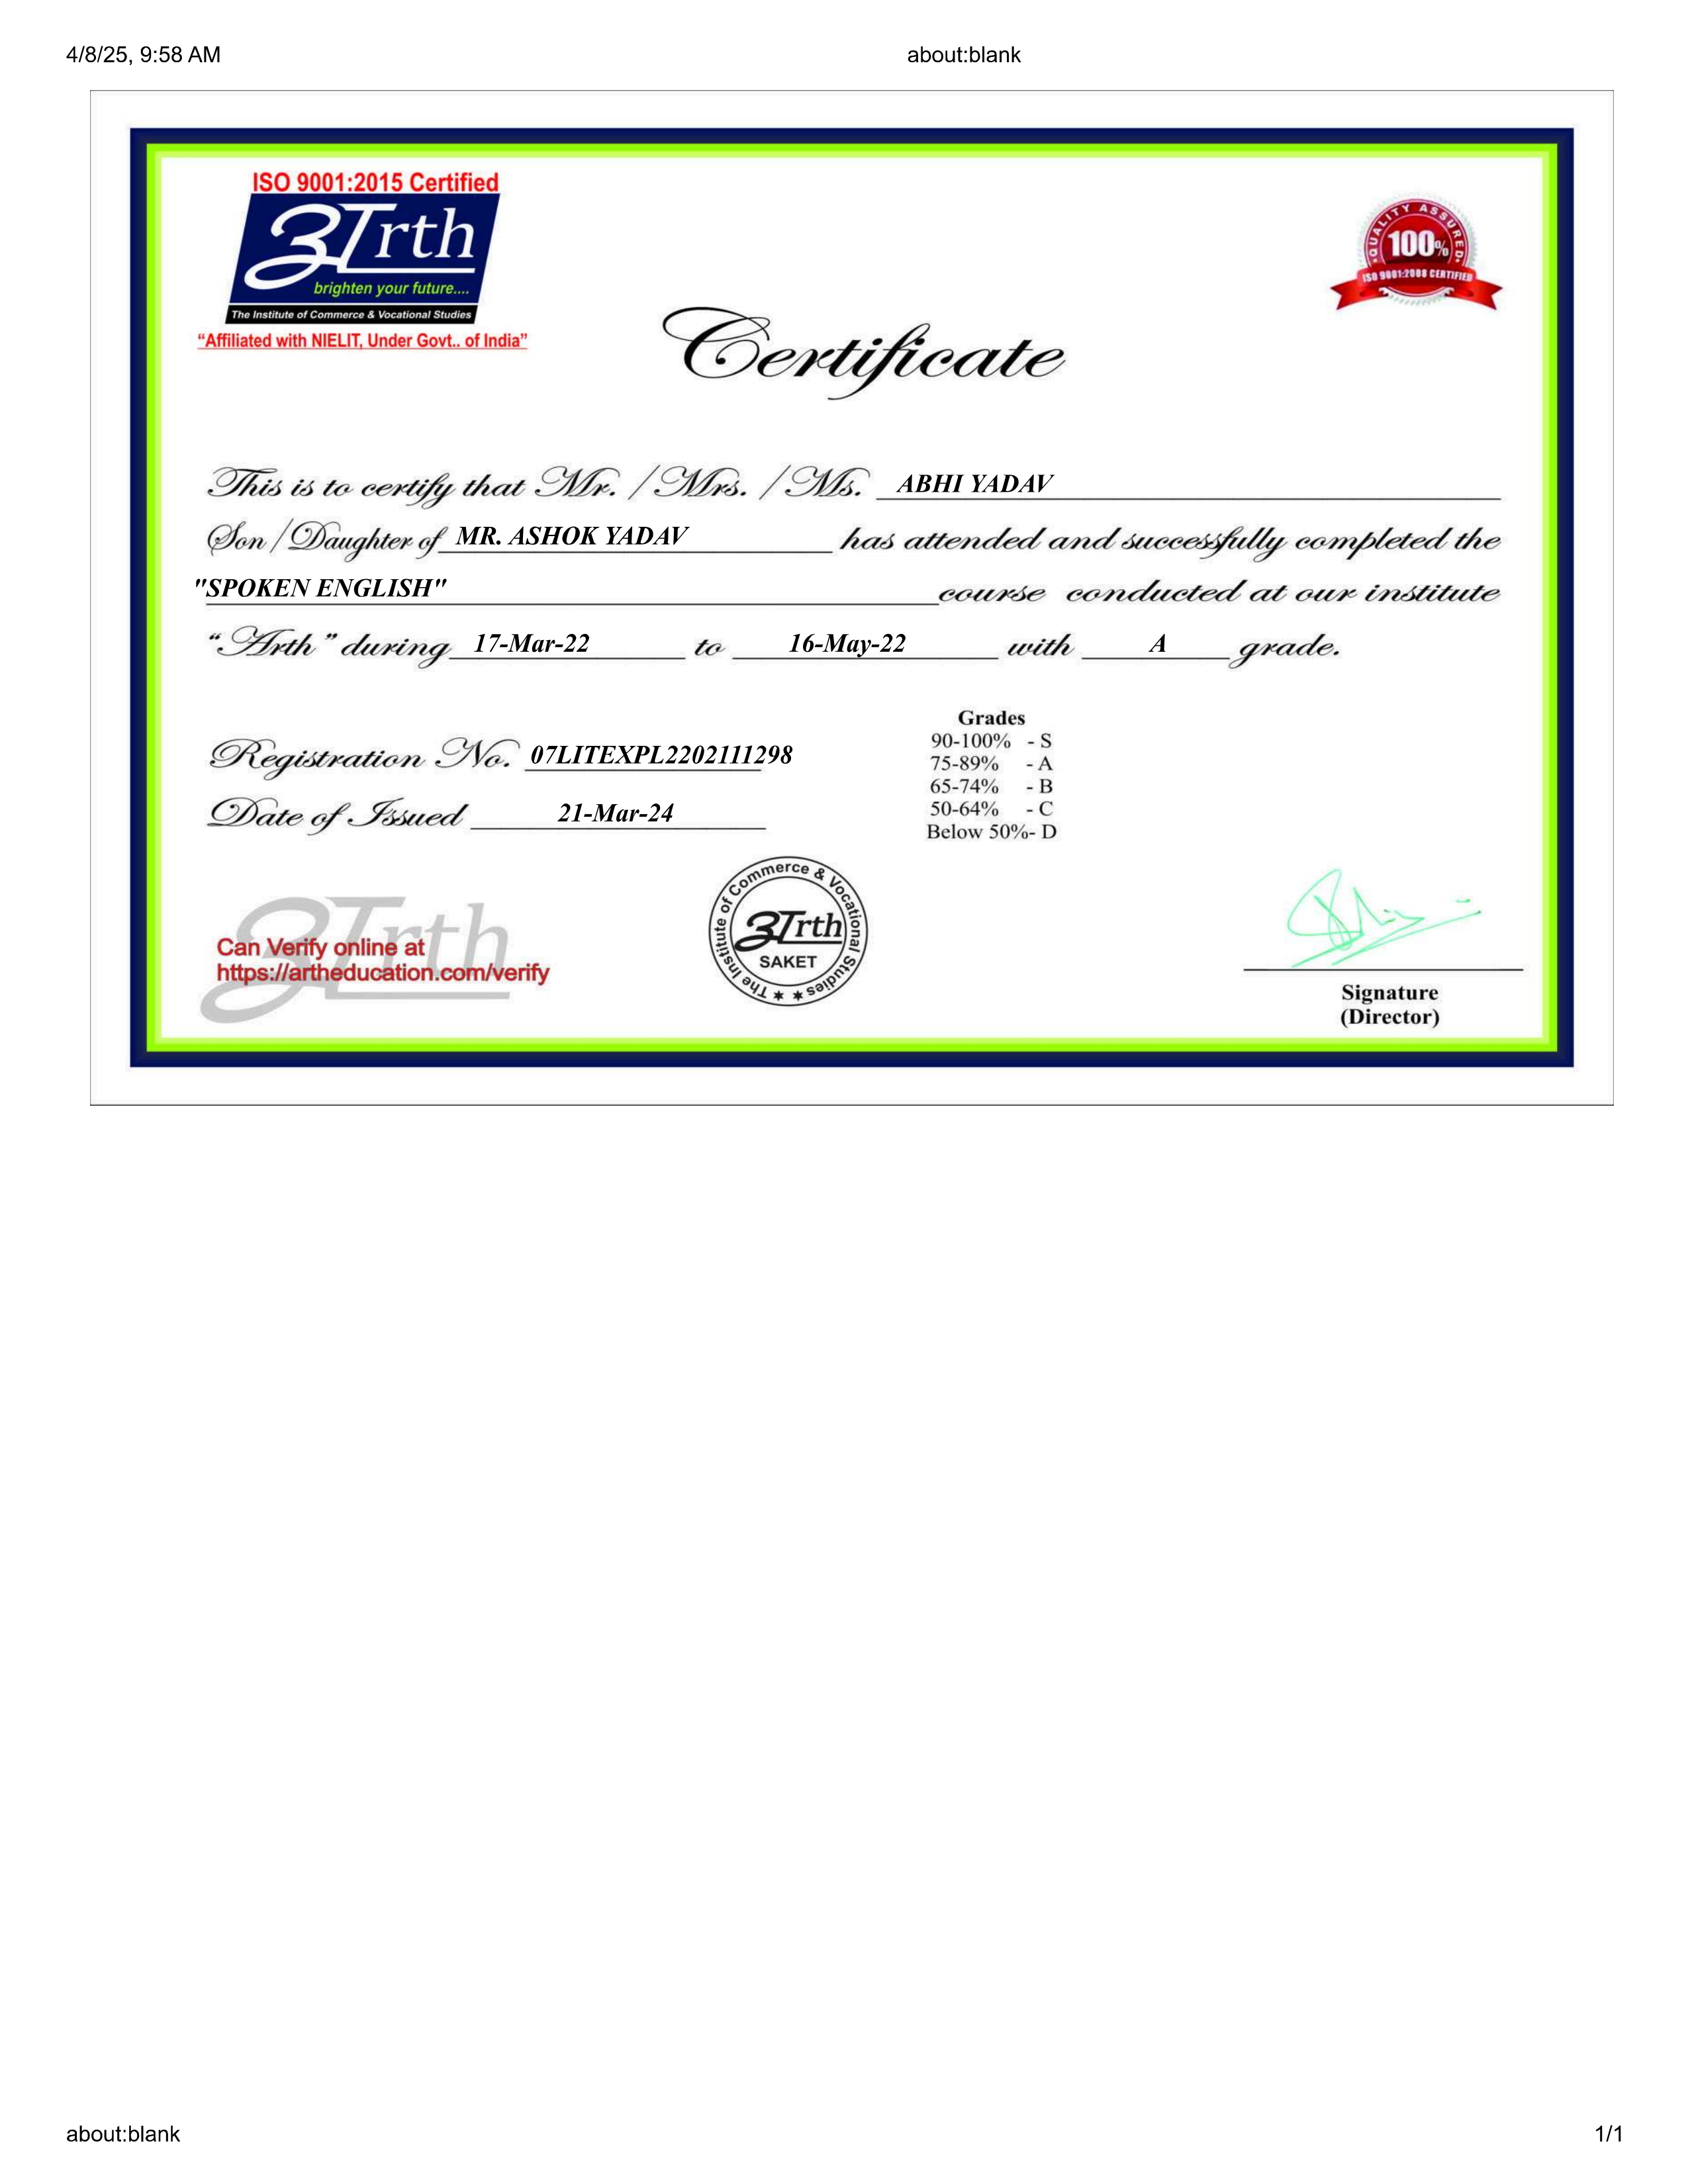 4/8/25, 9:58 AM
about:blank
ISO 9001:2015 Certified
Arth
brighten your future....
The Institute of Commerce & Vocational Studies
“Affiliated with NIELIT, Under Govt.. of India”
QUALITY ASSURED
100%
ISO 9001:2008 CERTIFIED
Certificate
This is to certify that Mr. / Mrs. / Ms. ABHI YADAV
Son / Daughter of MR. ASHOK YADAV has attended and successfully completed the
"SPOKEN ENGLISH" course conducted at our institute
“Arth” during 17-Mar-22 to 16-May-22 with A grade.
Registration No. 07LITEXPL2202111298
Date of Issued 21-Mar-24
Grades
90-100% - S
75-89% - A
65-74% - B
50-64% - C
Below 50%- D
Arth
Can Verify online at
https://artheducation.com/verify
The Institute of Commerce & Vocational Studies
Arth
SAKET
Signature
(Director)
about:blank
1/1